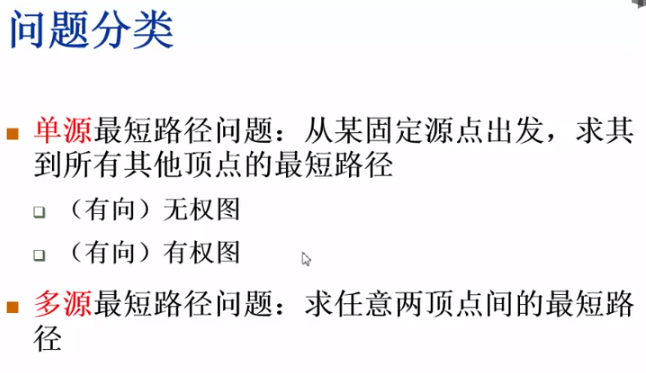 问题分类
单源最短路径问题：从某固定源点出发，求其
到所有其他顶点的最短路径
（有向）无权图
（有向）有权图
多源最短路径问题：求任意两顶点间的最短路
径